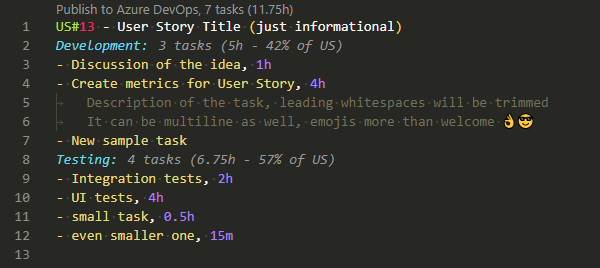 Publish to Azure DevOps, 7 tasks (11.75h)
1 US#13 - User Story Title (just informational)
2 Development: 3 tasks (5h - 42% of US)
3 - Discussion of the idea, 1h
4 - Create metrics for User Story, 4h
5 Description of the task, leading whitespaces will be trimmed
6 It can be multiline as well, emojis more than welcome 👌😎
7 - New sample task
8 Testing: 4 tasks (6.75h - 57% of US)
9 - Integration tests, 2h
10 - UI tests, 4h
11 - small task, 0.5h
12 - even smaller one, 15m
13